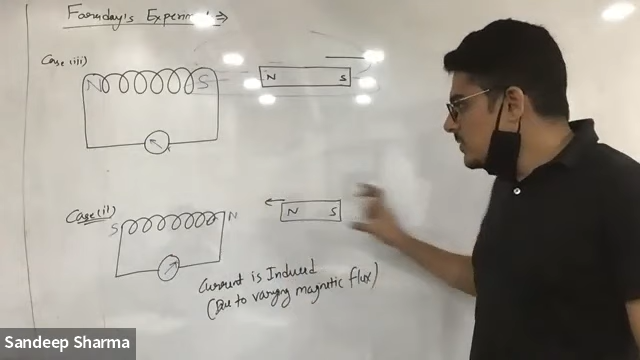 Faraday's Experiment ⇒
Case (iii)
N S
N S
Case (ii)
S N
N S
Current is Induced
(Due to varying magnetic flux)
Sandeep Sharma